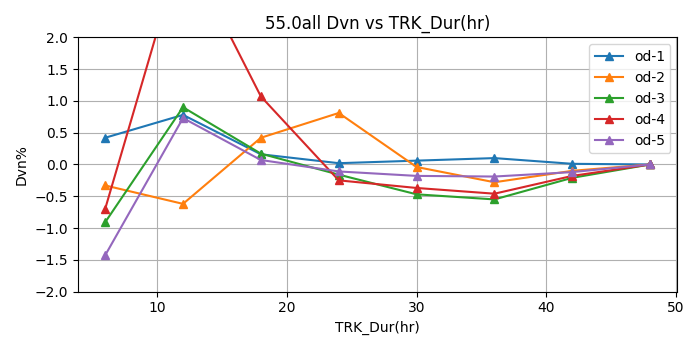 55.0all Dvn vs TRK_Dur(hr)
2.0
1.5
1.0
0.5
0.0
−0.5
−1.0
−1.5
−2.0
Dvn%
od-1
od-2
od-3
od-4
od-5
10
20
30
40
50
TRK_Dur(hr)